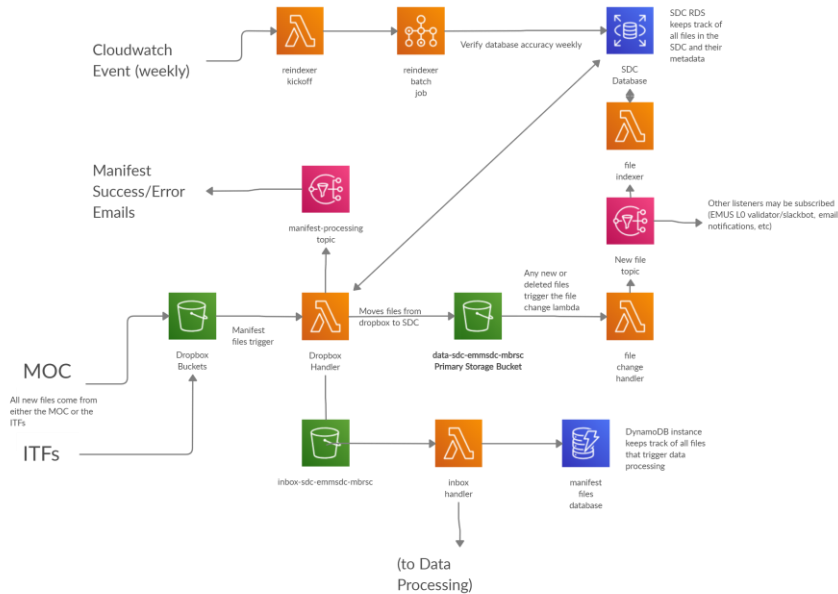 Cloudwatch
Event (weekly)
reindexer
kickoff
reindexer
batch
job
Verify database accuracy weekly
SDC
Database
SDC RDS
keeps track of
all files in the
SDC and their
metadata
file
indexer
Manifest
Success/Error
Emails
manifest-processing
topic
New file
topic
Other listeners may be subscribed
(EMUS L0 validator/slackbot, email
notifications, etc)
Dropbox
Buckets
Manifest
files trigger
Dropbox
Handler
Moves files from
dropbox to SDC
data-sdc-emmsdc-mbrsc
Primary Storage Bucket
Any new or
deleted files
trigger the file
change lambda
file
change
handler
MOC
All new files come from
either the MOC or the
ITFs
ITFs
inbox-sdc-emmsdc-mbrsc
inbox
handler
manifest
files
database
DynamoDB instance
keeps track of all files
that trigger data
processing
(to Data
Processing)